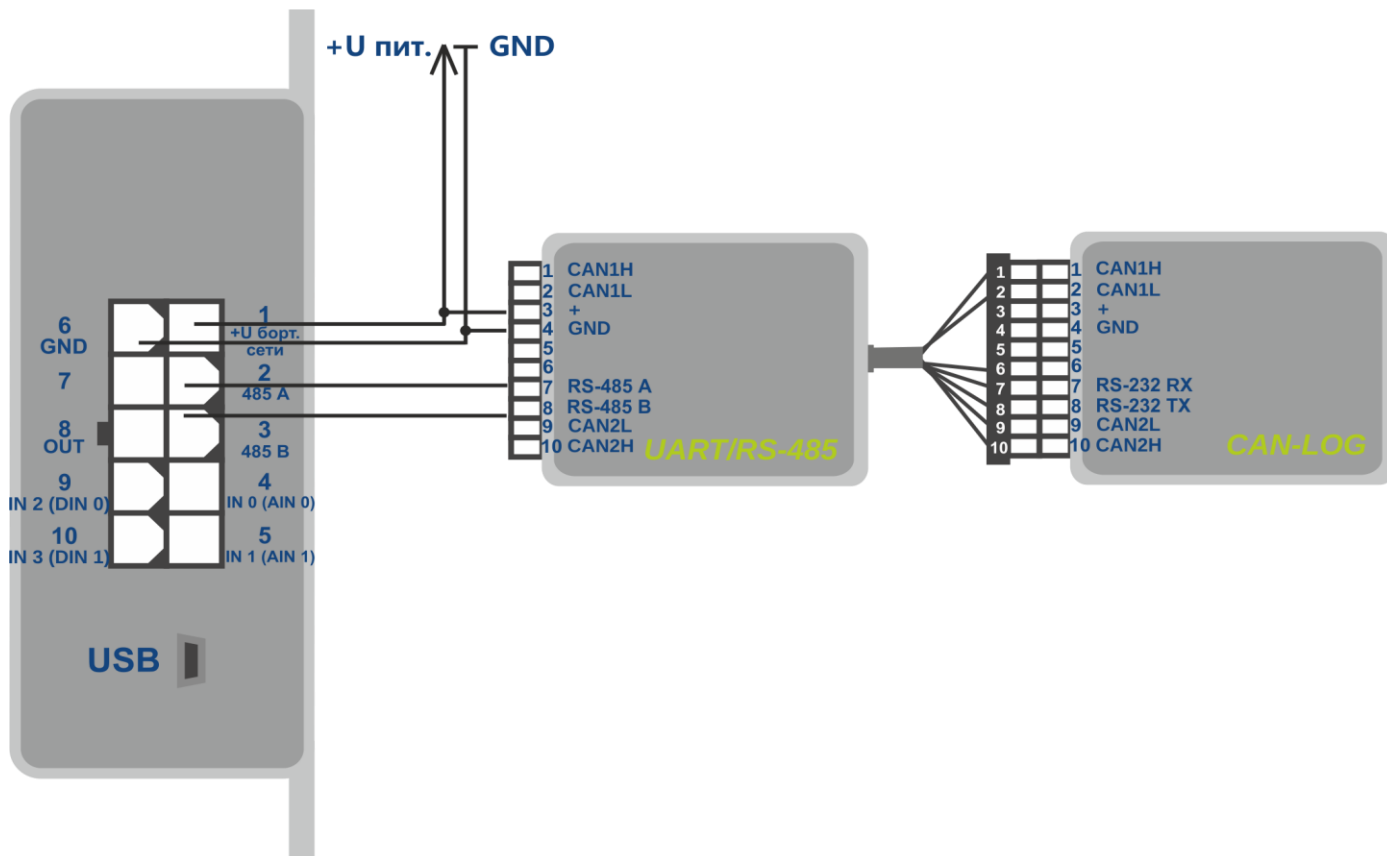 +U пит.
GND
6
GND
7
8
OUT
9
IN 2 (DIN 0)
10
IN 3 (DIN 1)
1
+U борт.
сети
2
485 A
3
485 B
4
IN 0 (AIN 0)
5
IN 1 (AIN 1)
USB
1 CAN1H
2 CAN1L
3 +
4 GND
5
6
7 RS-485 A
8 RS-485 B
9 CAN2L
10 CAN2H
UART/RS-485
1
2
3
4
5
6
7
8
9
10
1 CAN1H
2 CAN1L
3 +
4 GND
5
6
7 RS-232 RX
8 RS-232 TX
9 CAN2L
10 CAN2H
CAN-LOG